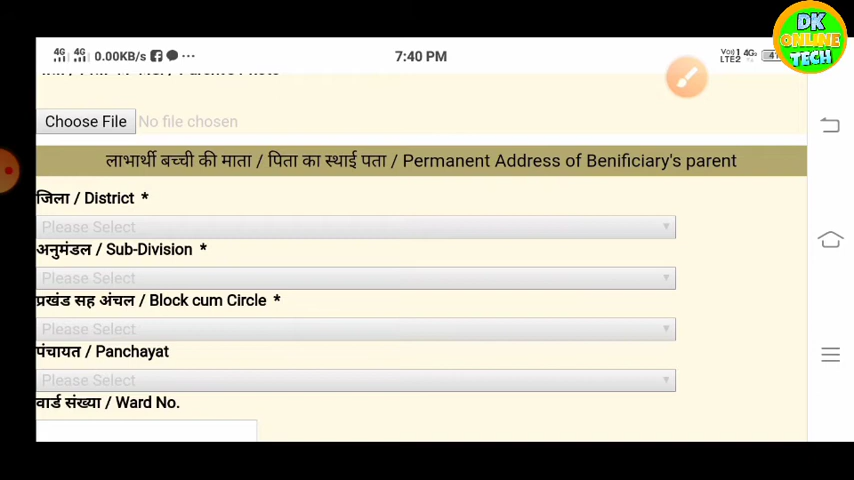 DK
ONLINE
TECH
4G 4G 0.00KB/s ... 7:40 PM 4G
LTE2
Choose File No file chosen
लाभार्थी बच्ची की माता / पिता का स्थाई पता / Permanent Address of Benificiary's parent
जिला / District *
Please Select
अनुमंडल / Sub-Division *
Please Select
प्रखंड सह अंचल / Block cum Circle *
Please Select
पंचायत / Panchayat
Please Select
वार्ड संख्या / Ward No.